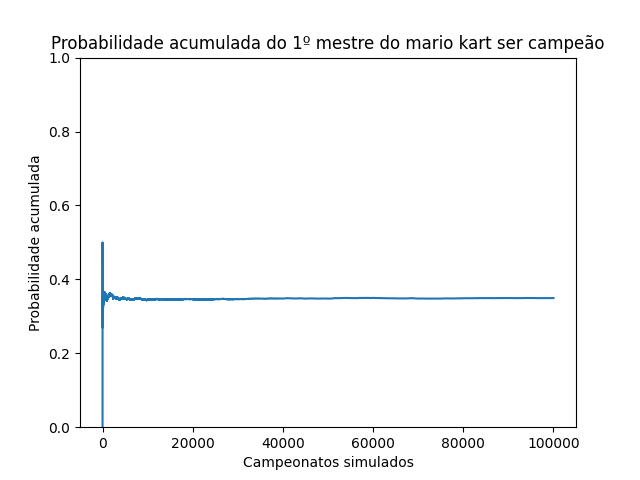 Probabilidade acumulada do 1º mestre do mario kart ser campeão
1.0
0.8
0.6
0.4
0.2
0.0
Probabilidade acumulada
0 20000 40000 60000 80000 100000
Campeonatos simulados